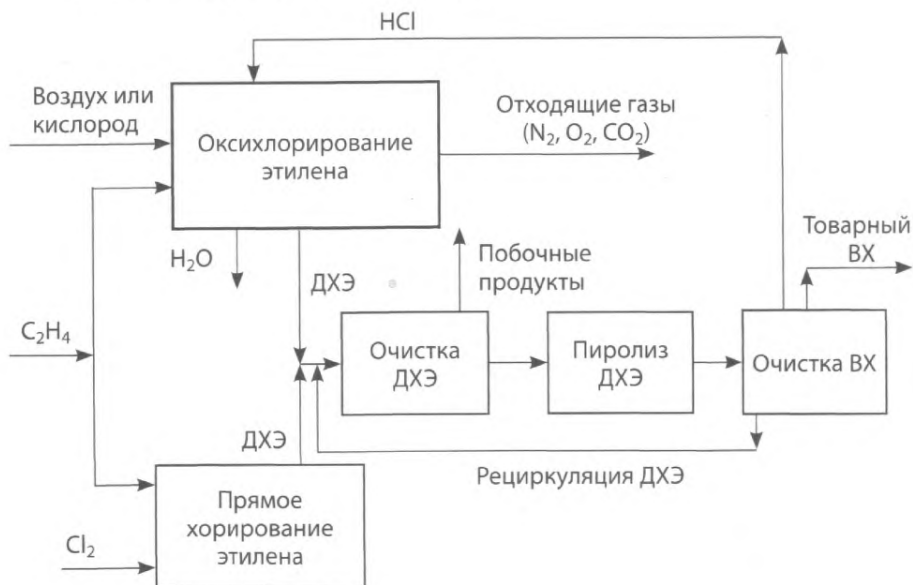 HCl
Воздух или
кислород
Оксихлорирование
этилена
Отходящие газы
(N₂, O₂, CO₂)
H₂O
ДХЭ
Побочные
продукты
Товарный
ВХ
C₂H₄
Очистка
ДХЭ
Пиролиз
ДХЭ
Очистка ВХ
ДХЭ
Рециркуляция ДХЭ
Прямое
хорирование
этилена
Cl₂